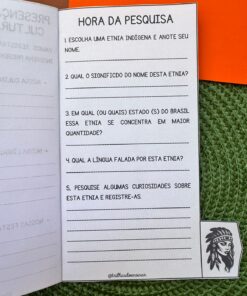 PRESENÇ
CULTUR
HORA DA PESQUISA
1. ESCOLHA UMA ETNIA INDÍGENA E ANOTE SEU
NOME.
2. QUAL O SIGNIFICADO DO NOME DESTA ETNIA?
3. EM QUAL (OU QUAIS) ESTADO (S) DO BRASIL
ESSA ETNIA SE CONCENTRA EM MAIOR
QUANTIDADE?
4. QUAL A LÍNGUA FALADA POR ESTA ETNIA?
5. PESQUISE ALGUMAS CURIOSIDADES SOBRE
ESTA ETNIA E REGISTRE-AS.